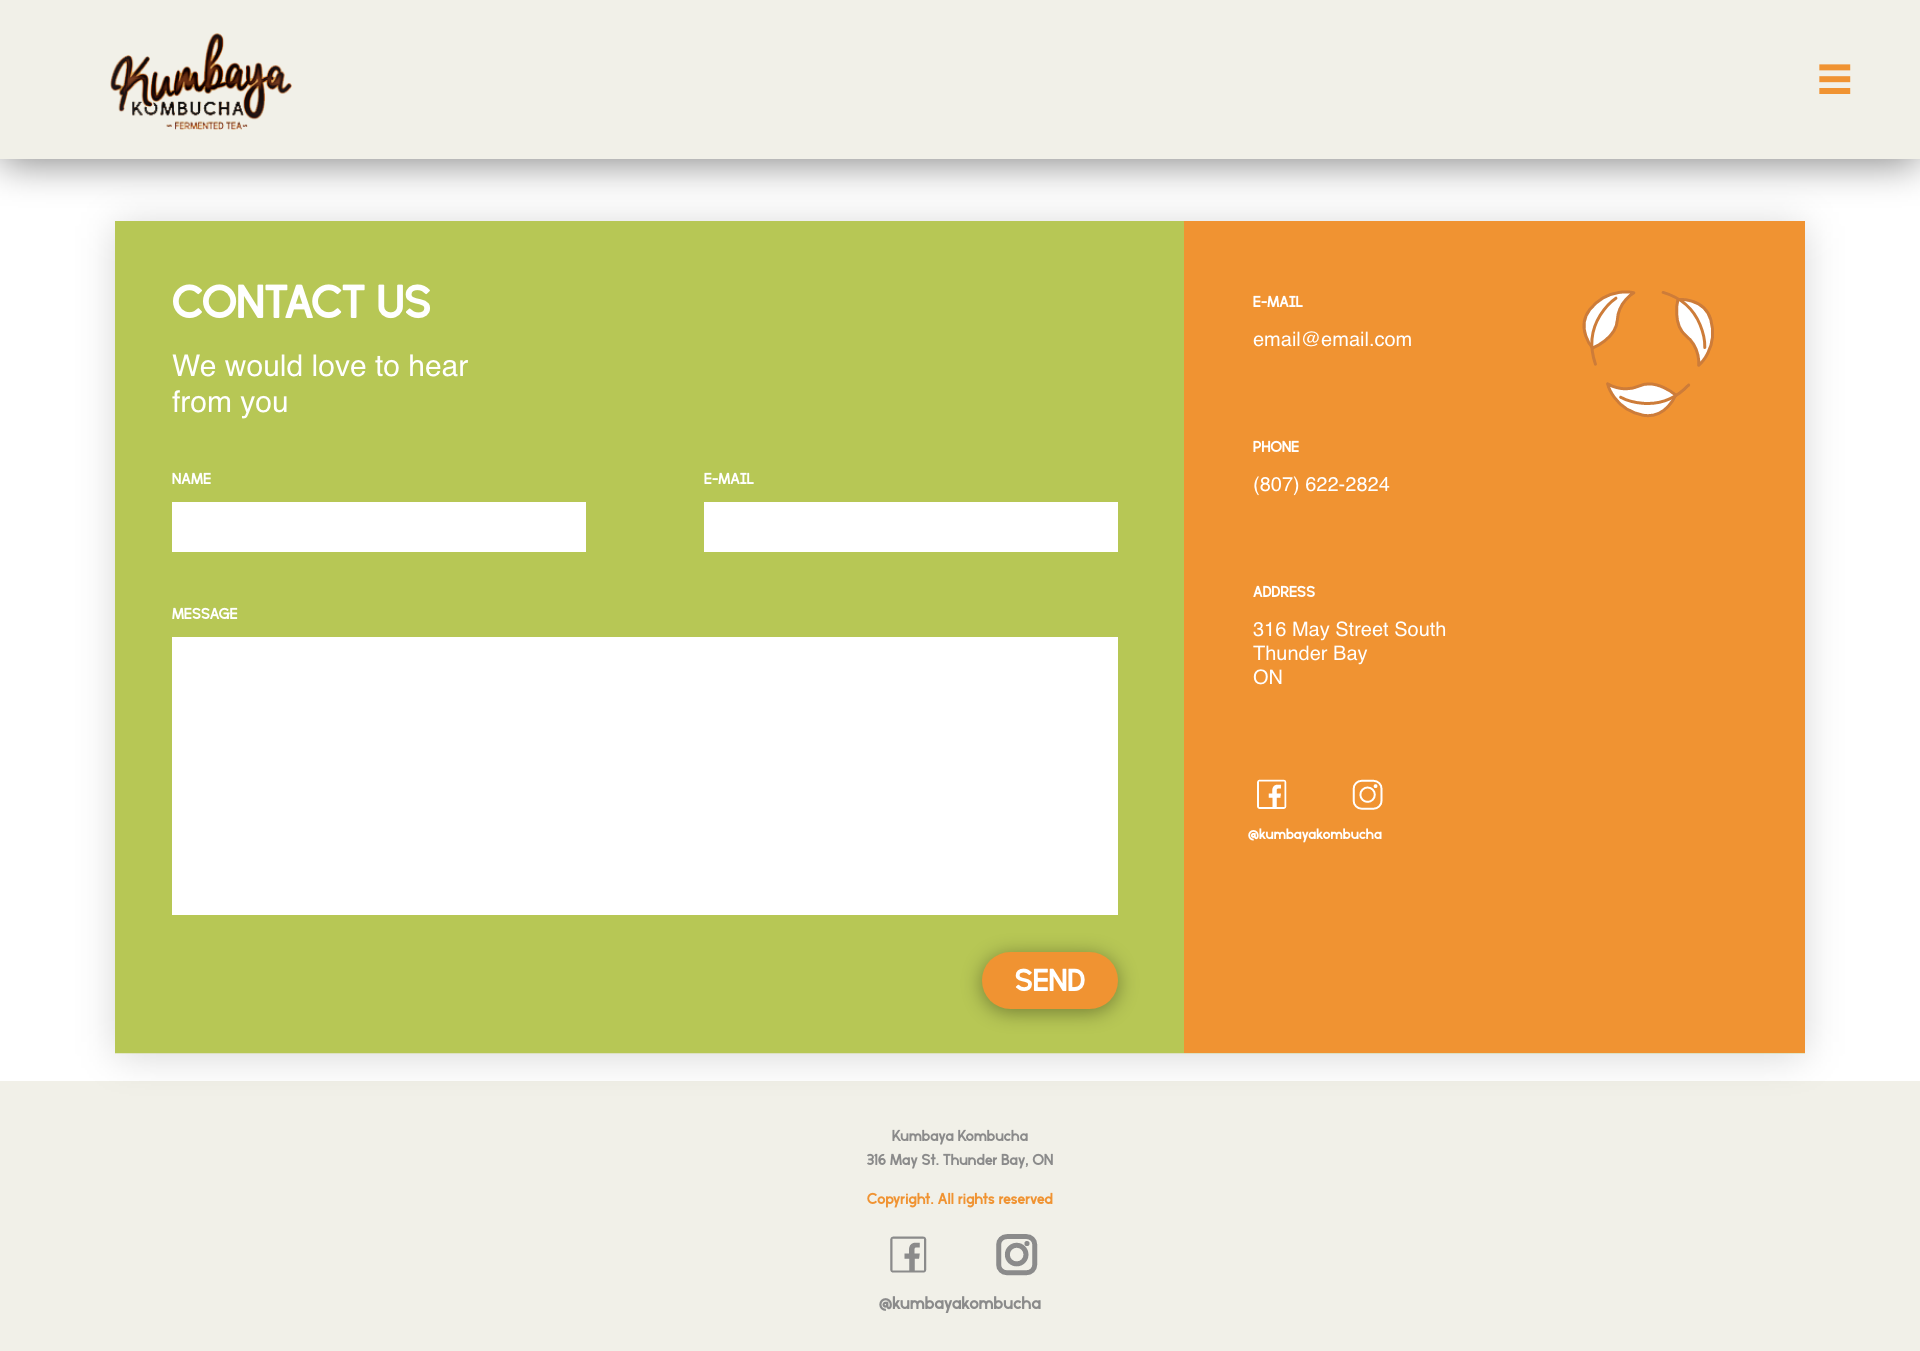 Kumbaya
KOMBUCHA
~ FERMENTED TEA~
CONTACT US
We would love to hear
from you
NAME
E-MAIL
MESSAGE
SEND
E-MAIL
email@email.com
PHONE
(807) 622-2824
ADDRESS
316 May Street South
Thunder Bay
ON
@kumbayakombucha
Kumbaya Kombucha
316 May St. Thunder Bay, ON
Copyright. All rights reserved
@kumbayakombucha